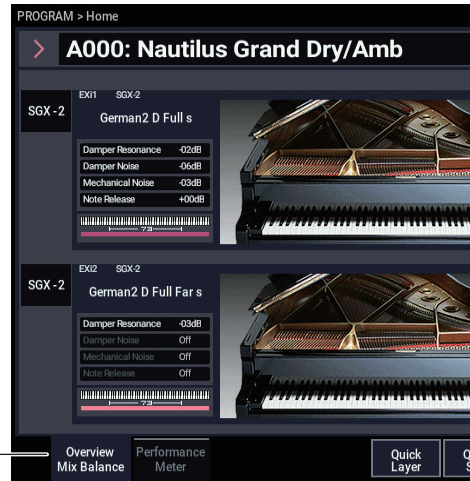 PROGRAM > Home
A000: Nautilus Grand Dry/Amb
EXi1 SGX-2
SGX-2
German2 D Full s
Damper Resonance -02dB
Damper Noise -06dB
Mechanical Noise -03dB
Note Release +00dB
73
EXi2 SGX-2
SGX-2
German2 D Full Far s
Damper Resonance -03dB
Damper Noise Off
Mechanical Noise Off
Note Release Off
73
Overview
Mix Balance
Performance
Meter
Quick
Layer